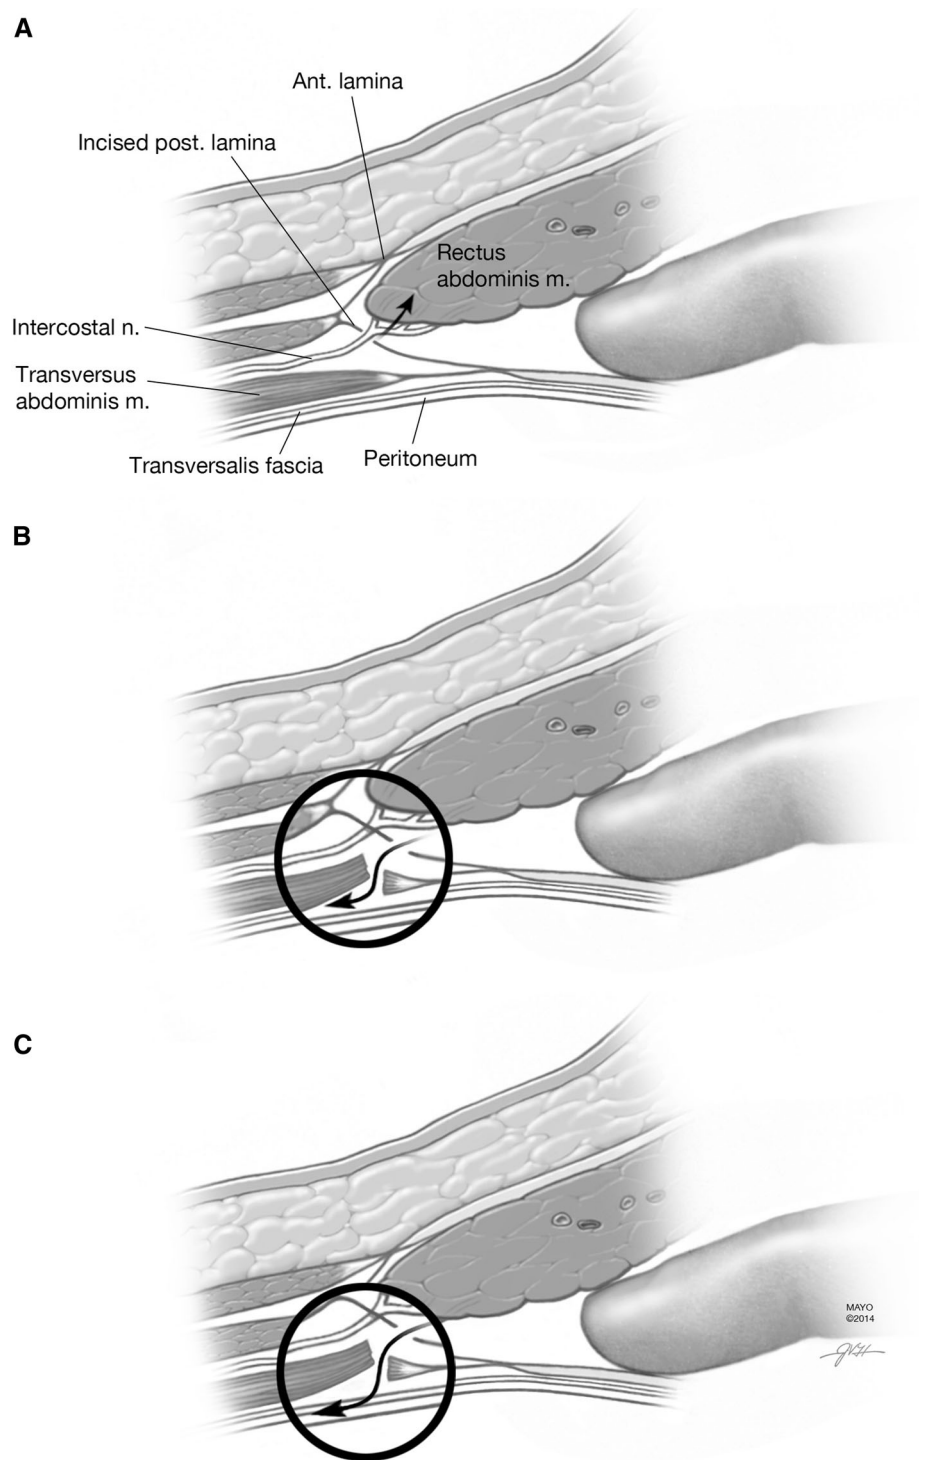 A
Ant. lamina
Incised post. lamina
Rectus
abdominis m.
Intercostal n.
Transversus
abdominis m.
Transversalis fascia
Peritoneum
B
C
MAYO
©2014